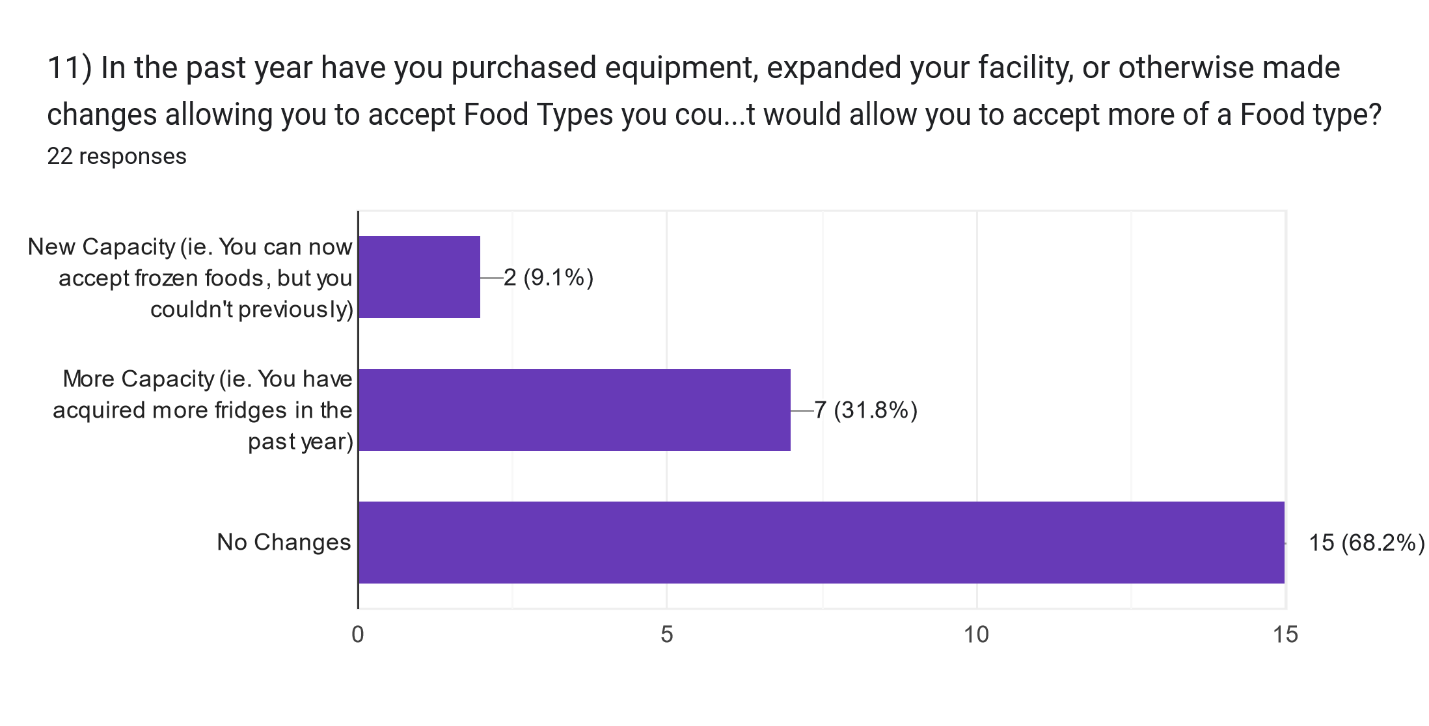 11) In the past year have you purchased equipment, expanded your facility, or otherwise made
changes allowing you to accept Food Types you cou...t would allow you to accept more of a Food type?
22 responses
New Capacity (ie. You can now
accept frozen foods, but you
couldn't previously)
2 (9.1%)
More Capacity (ie. You have
acquired more fridges in the
past year)
7 (31.8%)
No Changes
15 (68.2%)
0 5 10 15